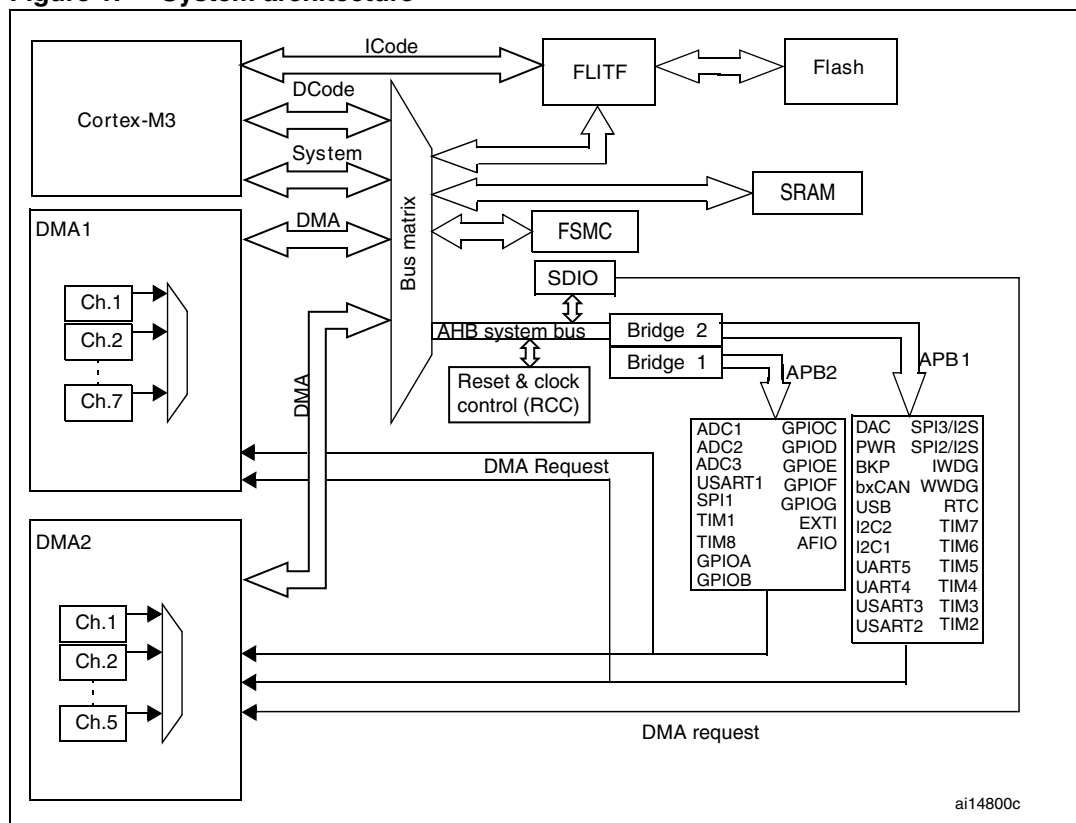 ICode
FLITF
Flash
DCode
Cortex-M3
System
SRAM
DMA
Bus matrix
FSMC
DMA1
SDIO
Ch.1
Ch.2
Ch.7
AHB system bus
Bridge 2
Bridge 1
APB2
APB1
Reset & clock
control (RCC)
DMA
DMA Request
ADC1 GPIOC
ADC2 GPIOD
ADC3 GPIOE
USART1 GPIOF
SPI1 GPIOG
TIM1 EXTI
TIM8 AFIO
GPIOA
GPIOB
DAC SPI3/I2S
PWR SPI2/I2S
BKP IWDG
bxCAN WWDG
USB RTC
I2C2 TIM7
I2C1 TIM6
UART5 TIM5
UART4 TIM4
USART3 TIM3
USART2 TIM2
DMA2
Ch.1
Ch.2
Ch.5
DMA request
ai14800c